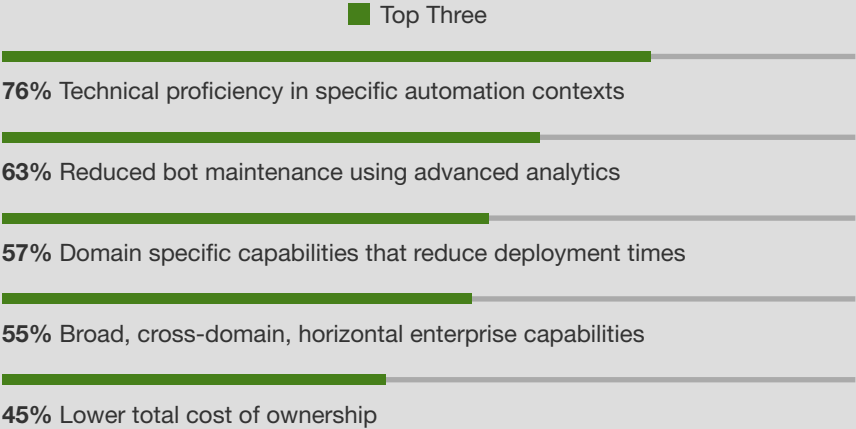 Top Three
76% Technical proficiency in specific automation contexts
63% Reduced bot maintenance using advanced analytics
57% Domain specific capabilities that reduce deployment times
55% Broad, cross-domain, horizontal enterprise capabilities
45% Lower total cost of ownership